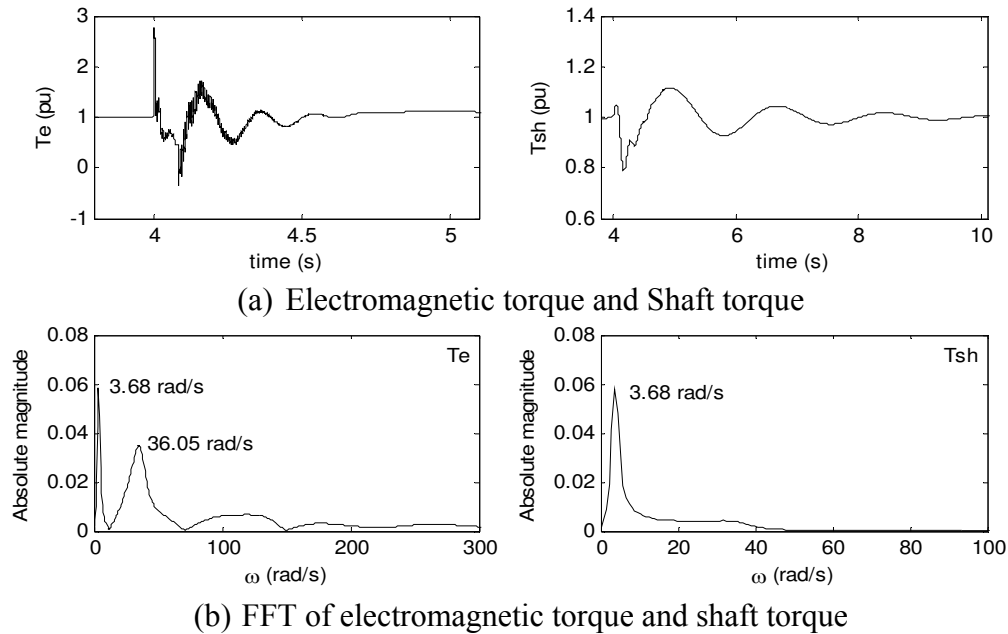 3
2
1
0
-1
Te (pu)
4
4.5
5
time (s)
1.4
1.2
1
0.8
0.6
Tsh (pu)
4
6
8
10
time (s)
(a) Electromagnetic torque and Shaft torque
0.08
0.06
0.04
0.02
0
Absolute magnitude
Te
3.68 rad/s
36.05 rad/s
0
100
200
300
ω (rad/s)
0.08
0.06
0.04
0.02
0
Absolute magnitude
Tsh
3.68 rad/s
0
20
40
60
80
100
ω (rad/s)
(b) FFT of electromagnetic torque and shaft torque